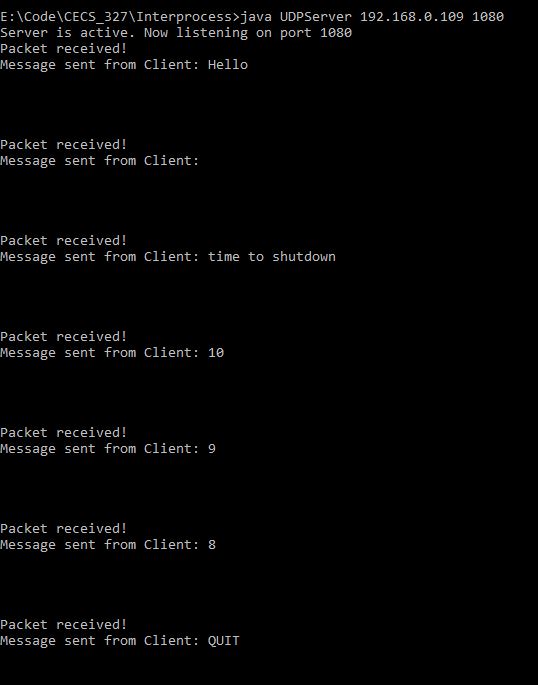 E:\Code\CECS_327\Interprocess>java UDPServer 192.168.0.109 1080
Server is active. Now listening on port 1080
Packet received!
Message sent from Client: Hello
Packet received!
Message sent from Client:
Packet received!
Message sent from Client: time to shutdown
Packet received!
Message sent from Client: 10
Packet received!
Message sent from Client: 9
Packet received!
Message sent from Client: 8
Packet received!
Message sent from Client: QUIT